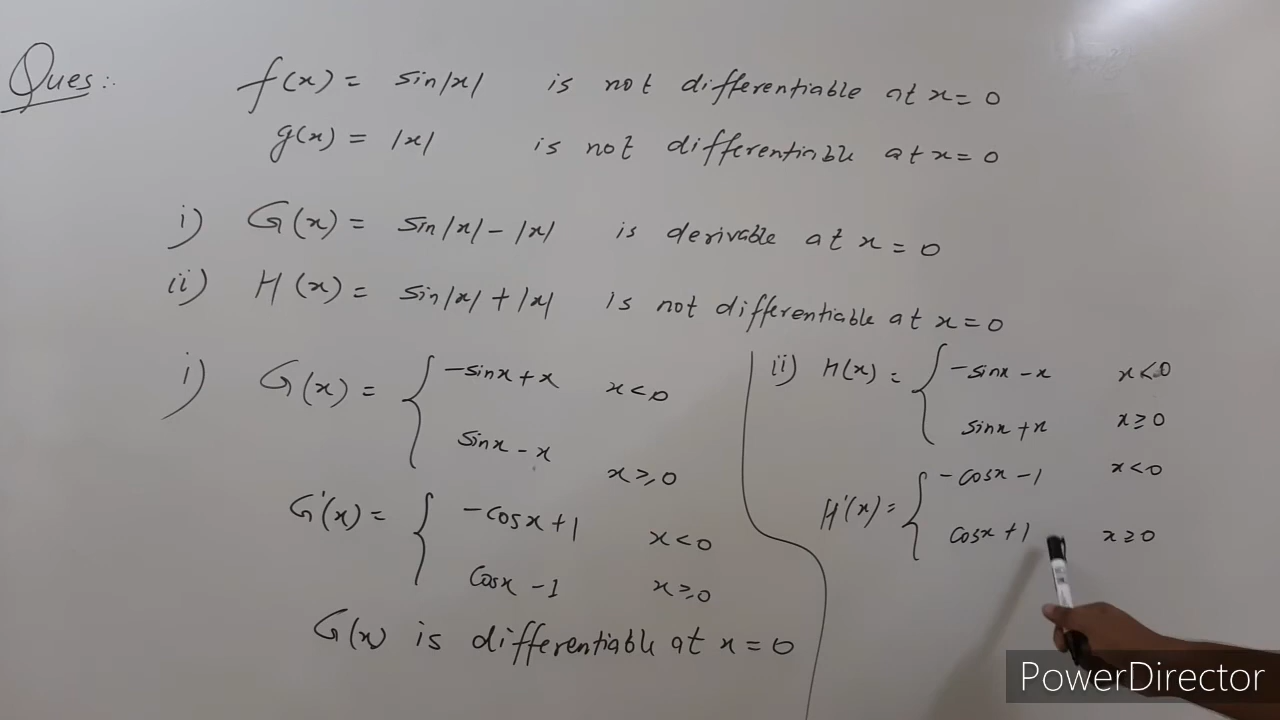 Ques:
f(x) = sin|x| is not differentiable at x = 0
g(x) = |x| is not differentiable at x = 0
i) G(x) = sin|x| - |x| is derivable at x = 0
ii) H(x) = sin|x| + |x| is not differentiable at x = 0
i) G(x) = { -sinx + x x < 0
sinx - x x ≥ 0
G'(x) = { -cosx + 1 x < 0
cosx - 1 x ≥ 0
G(x) is differentiable at x = 0
ii) H(x) = { -sinx - x x < 0
sinx + x x ≥ 0
H'(x) = { -cosx - 1 x < 0
cosx + 1 x ≥ 0
PowerDirector